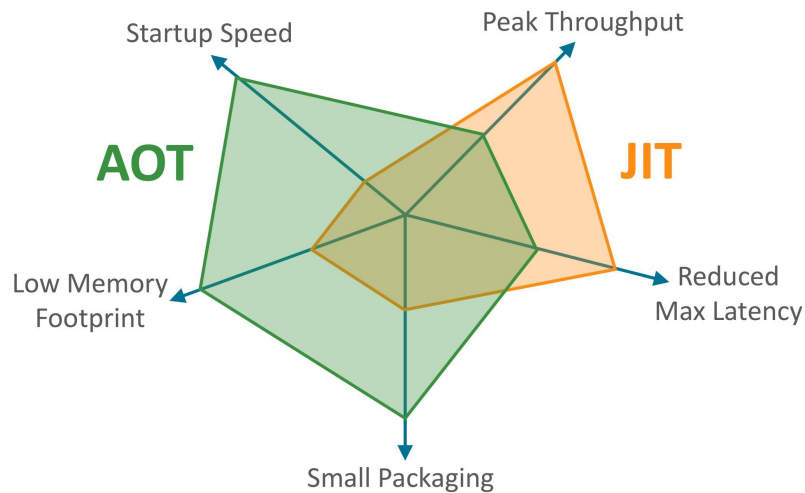 Startup Speed
Peak Throughput
AOT
JIT
Low Memory
Footprint
Reduced
Max Latency
Small Packaging